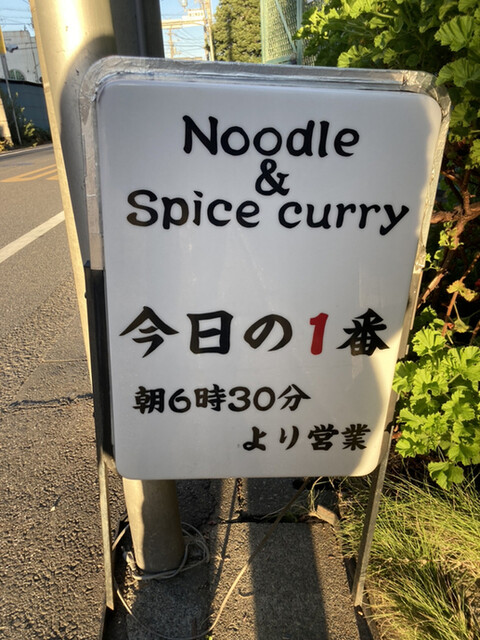 Noodle
&
Spice curry
今日の1番
朝6時30分
より営業